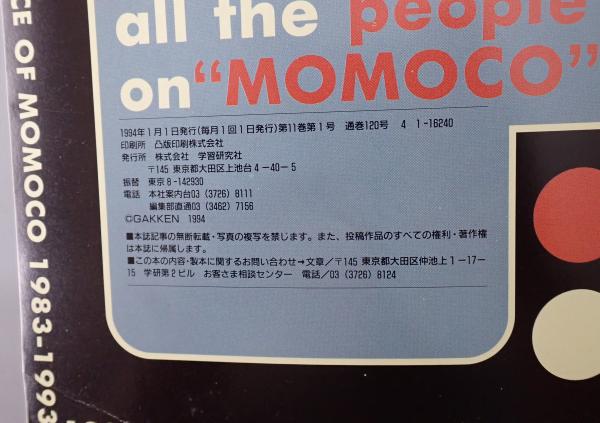 all the people
on "MOMOCO"
1994年1月1日発行(毎月1回1日発行)第11巻第1号 通巻120号 4 1-16240
印刷所 凸版印刷株式会社
発行所 株式会社 学習研究社
〒145 東京都大田区上池台4-40-5
振替 東京8-142930
電話 本社案内台03(3726)8111
編集部直通03(3462)7156
©GAKKEN 1994
■本誌記事の無断転載・写真の複写を禁じます。また、投稿作品のすべての権利・著作権
は本誌に帰属します。
■この本の内容・製本に関するお問い合わせ→文章/〒145 東京都大田区仲池上1-17-
15 学研第2ビル お客さま相談センター 電話/03(3726)8124
CE OF MOMOCO 1983-1993